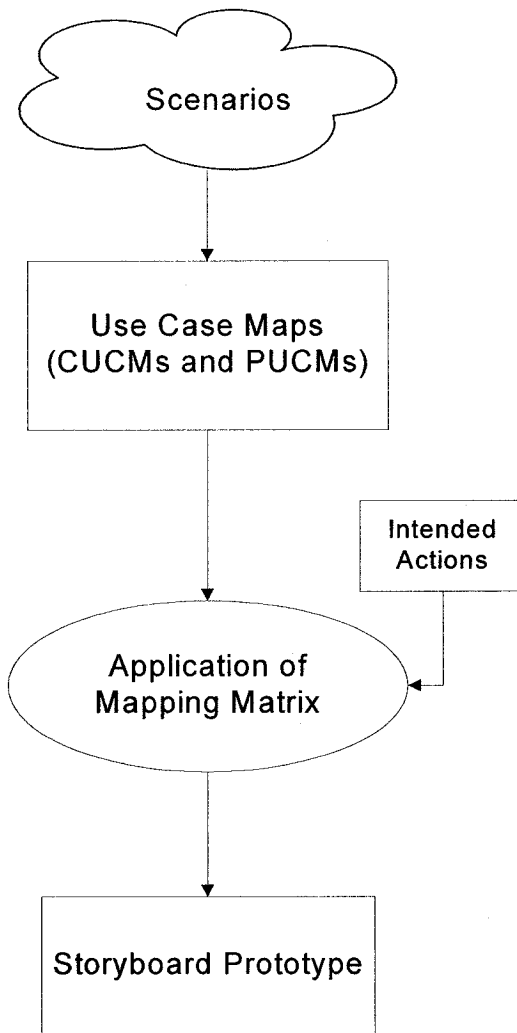 Scenarios
Use Case Maps
(CUCMs and PUCMs)
Intended
Actions
Application of
Mapping Matrix
Storyboard Prototype